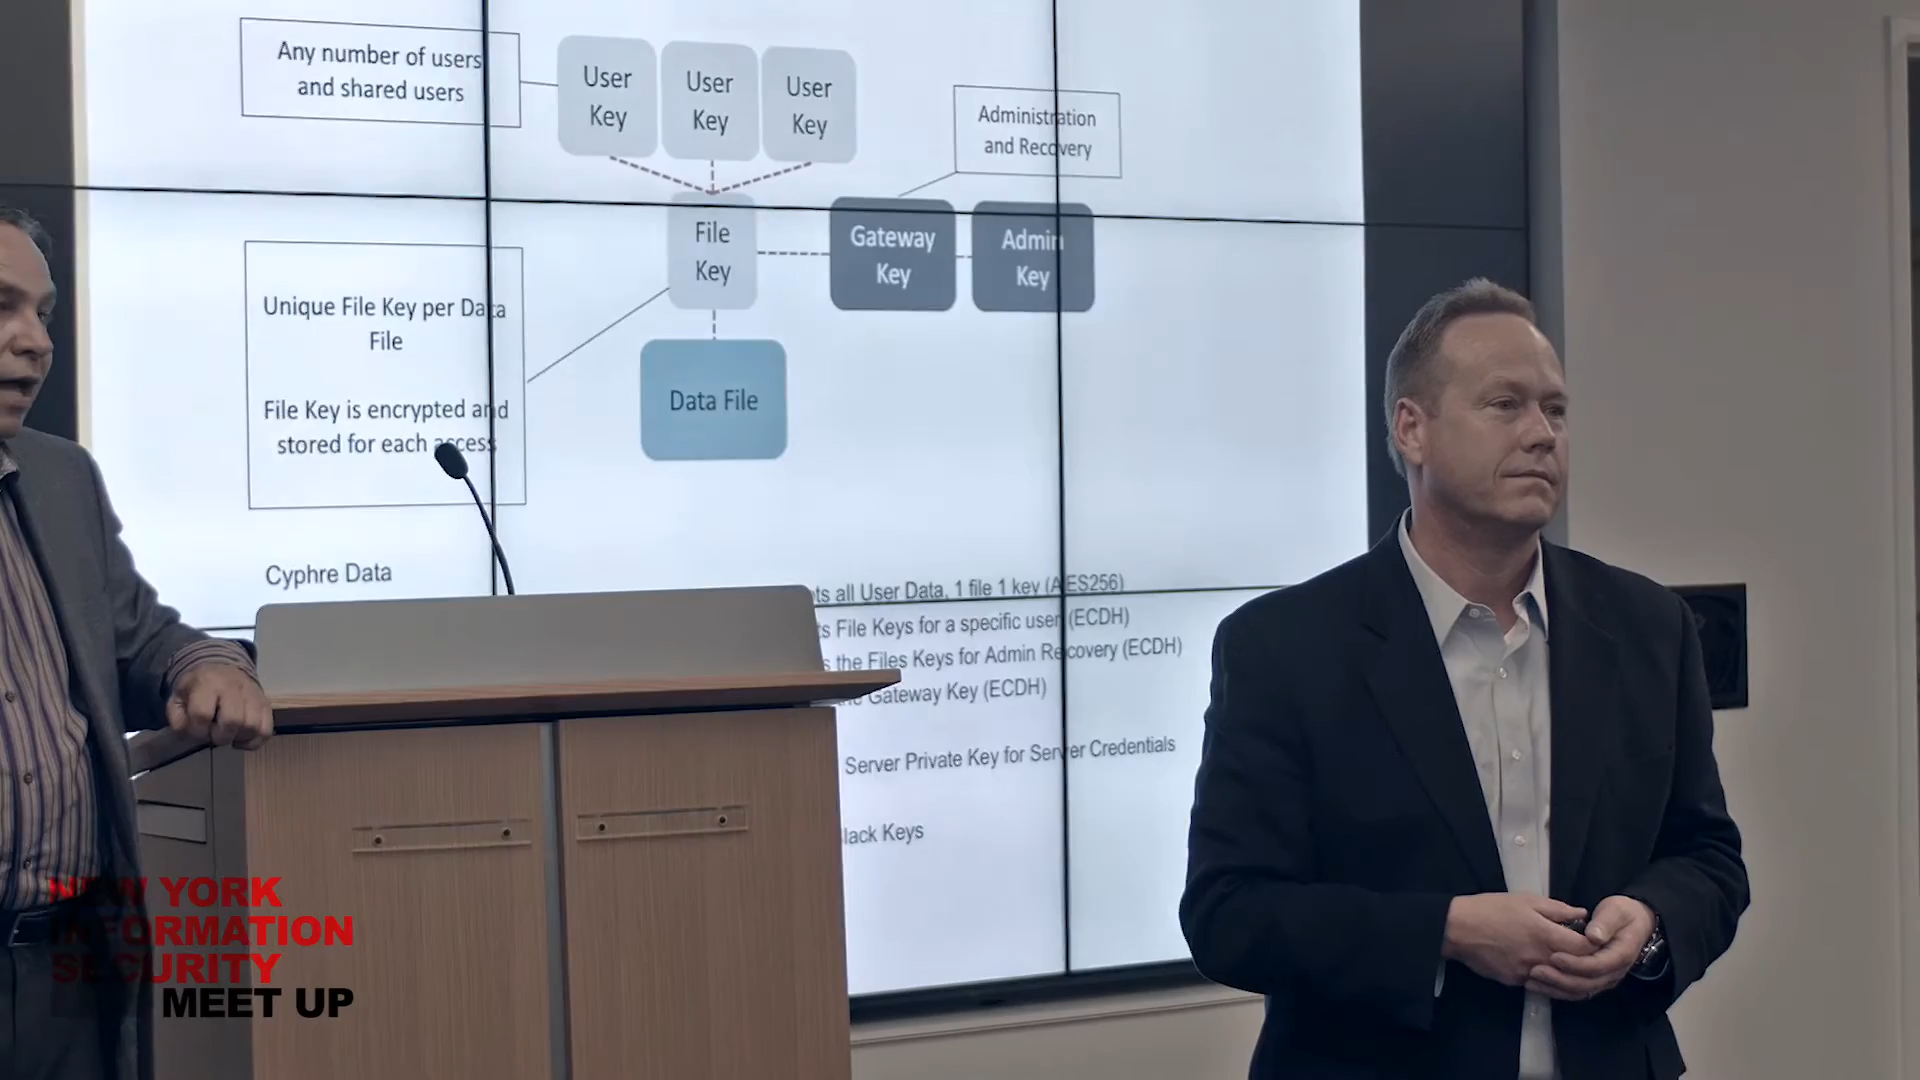 Any number of users
and shared users
User
Key
User
Key
User
Key
Administration
and Recovery
File
Key
Gateway
Key
Admin
Key
Unique File Key per Data
File
File Key is encrypted and
stored for each access
Data File
Cyphre Data
all User Data, 1 file 1 key (AES256)
File Keys for a specific user (ECDH)
the Files Keys for Admin Recovery (ECDH)
Gateway Key (ECDH)
Server Private Key for Server Credentials
Keys
NEW YORK
INFORMATION
SECURITY
MEET UP